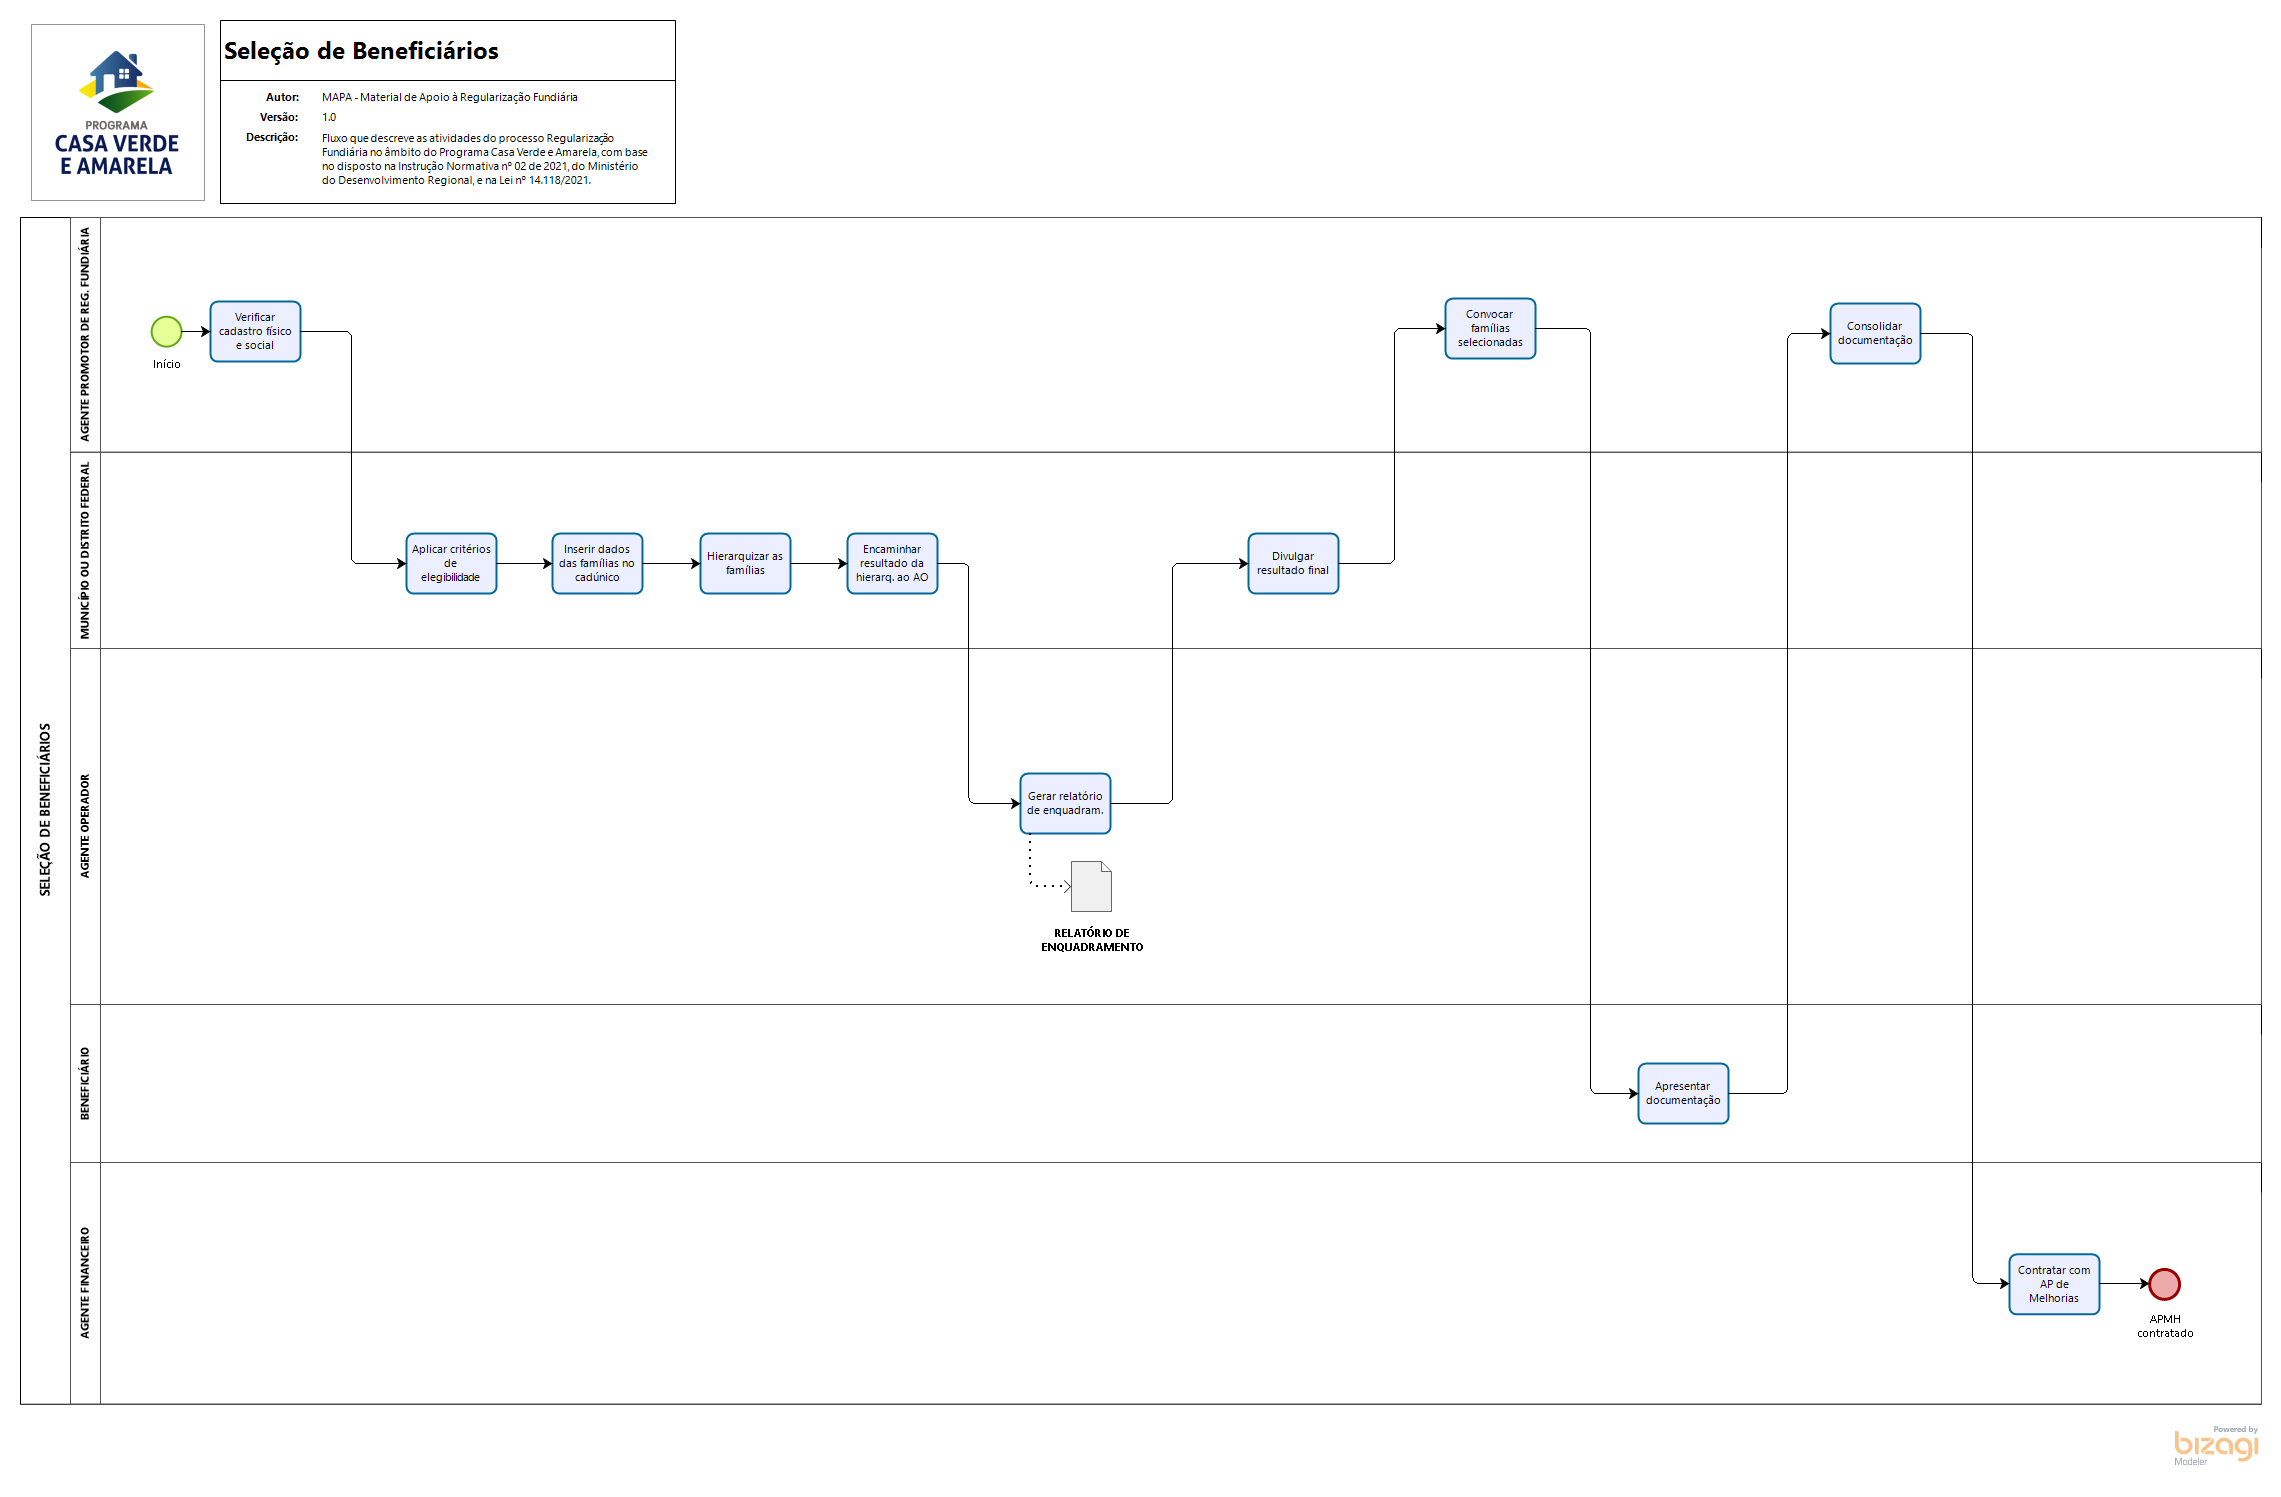 PROGRAMA
CASA VERDE
E AMARELA
Seleção de Beneficiários
Autor: MAPA - Material de Apoio à Regularização Fundiária
Versão: 1.0
Descrição: Fluxo que descreve as atividades do processo Regularização
Fundiária no âmbito do Programa Casa Verde e Amarela, com base
no disposto na Instrução Normativa nº 02 de 2021, do Ministério
do Desenvolvimento Regional, e na Lei nº 14.118/2021.
SELEÇÃO DE BENEFICIÁRIOS
AGENTE PROMOTOR DE REG. FUNDIÁRIA
Início
Verificar
cadastro físico
e social
Convocar
famílias
selecionadas
Consolidar
documentação
MUNICÍPIO OU DISTRITO FEDERAL
Aplicar critérios
de
elegibilidade
Inserir dados
das famílias no
cadúnico
Hierarquizar as
famílias
Encaminhar
resultado da
hierarq. ao AO
Divulgar
resultado final
AGENTE OPERADOR
Gerar relatório
de enquadram.
RELATÓRIO DE
ENQUADRAMENTO
BENEFICIÁRIO
Apresentar
documentação
AGENTE FINANCEIRO
Contratar com
AP de
Melhorias
APMH
contratado
Powered by
bizagi
Modeler